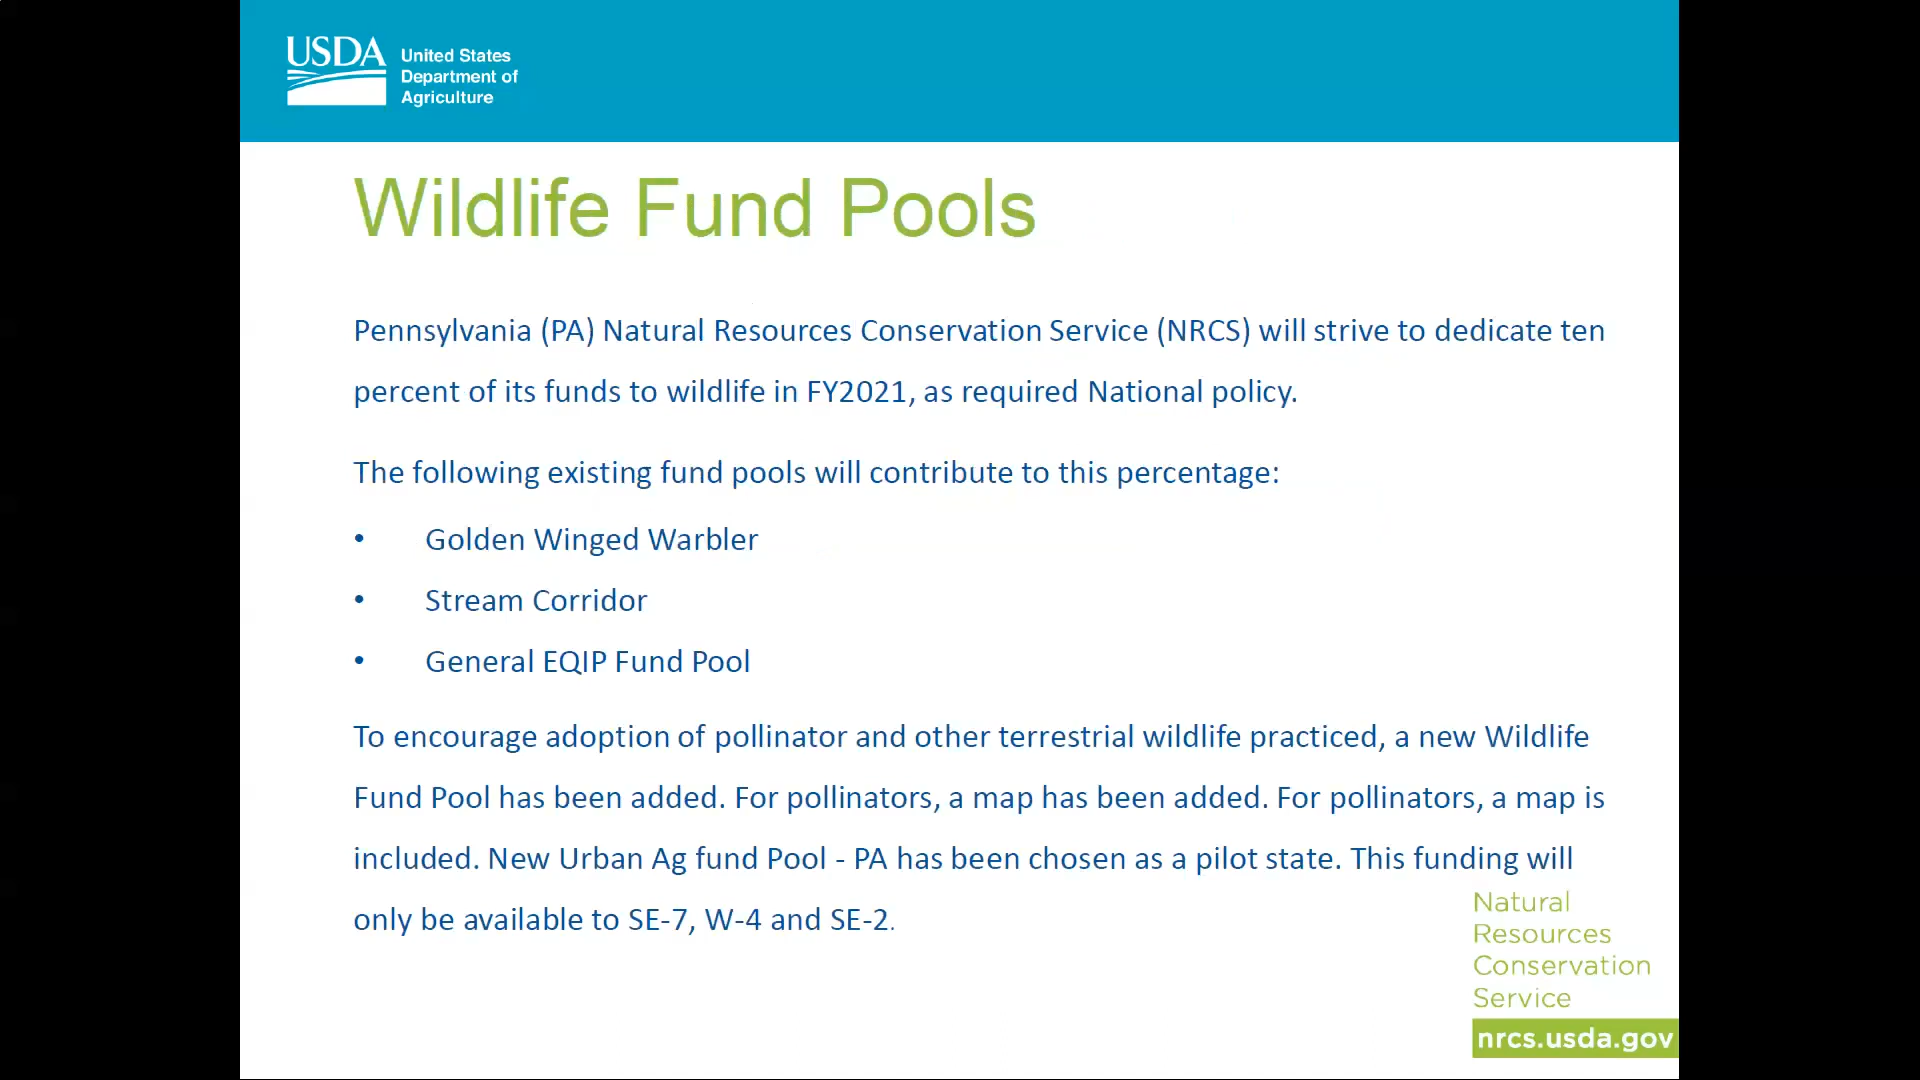 USDA
United States
Department of
Agriculture
Wildlife Fund Pools
Pennsylvania (PA) Natural Resources Conservation Service (NRCS) will strive to dedicate ten
percent of its funds to wildlife in FY2021, as required National policy.
The following existing fund pools will contribute to this percentage:
• Golden Winged Warbler
• Stream Corridor
• General EQIP Fund Pool
To encourage adoption of pollinator and other terrestrial wildlife practiced, a new Wildlife
Fund Pool has been added. For pollinators, a map has been added. For pollinators, a map is
included. New Urban Ag fund Pool - PA has been chosen as a pilot state. This funding will
only be available to SE-7, W-4 and SE-2.
Natural
Resources
Conservation
Service
nrcs.usda.gov